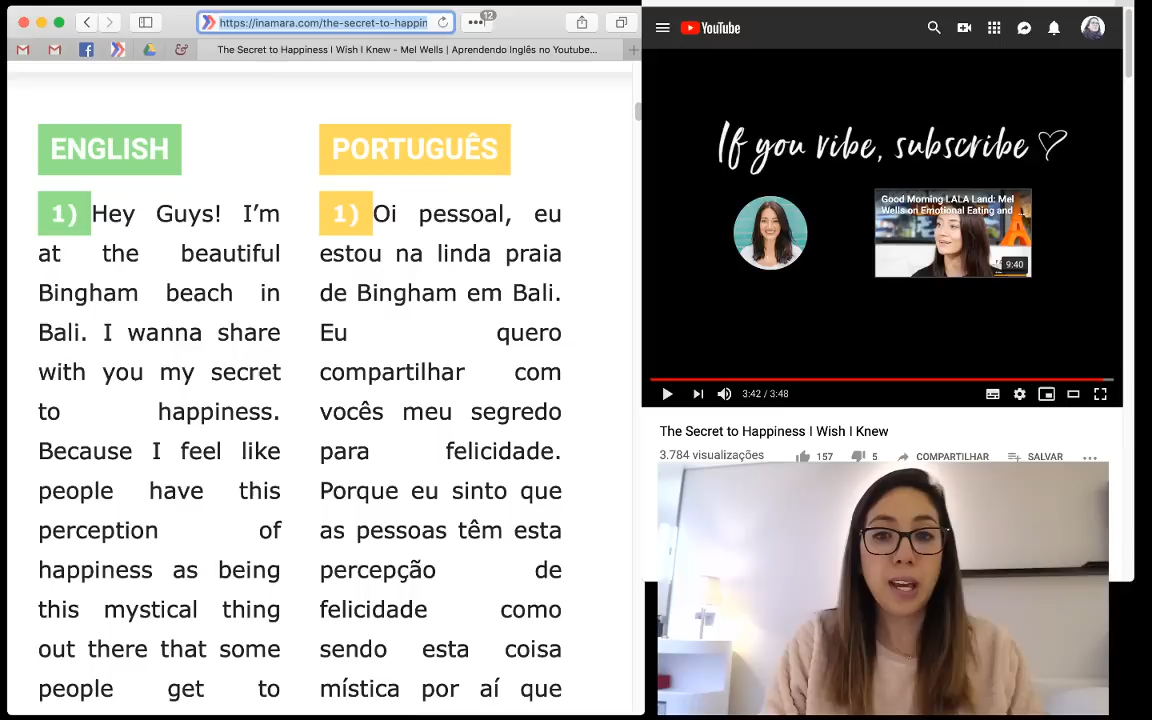 https://inamara.com/the-secret-to-happin
12
The Secret to Happiness I Wish I Knew - Mel Wells | Aprendendo Inglês no Youtube...
ENGLISH
1) Hey Guys! I'm
at the beautiful
Bingham beach in
Bali. I wanna share
with you my secret
to happiness.
Because I feel like
people have this
perception of
happiness as being
this mystical thing
out there that some
people get to
PORTUGUÊS
1) Oi pessoal, eu
estou na linda praia
de Bingham em Bali.
Eu quero
compartilhar com
vocês meu segredo
para felicidade.
Porque eu sinto que
as pessoas têm esta
percepção de
felicidade como
sendo esta coisa
mística por aí que
YouTube
If you vibe, subscribe
Good Morning LALA Land: Mel
Wells on Emotional Eating and
9:40
3:42 / 3:48
The Secret to Happiness I Wish I Knew
3.784 visualizações
157
5
COMPARTILHAR
SALVAR